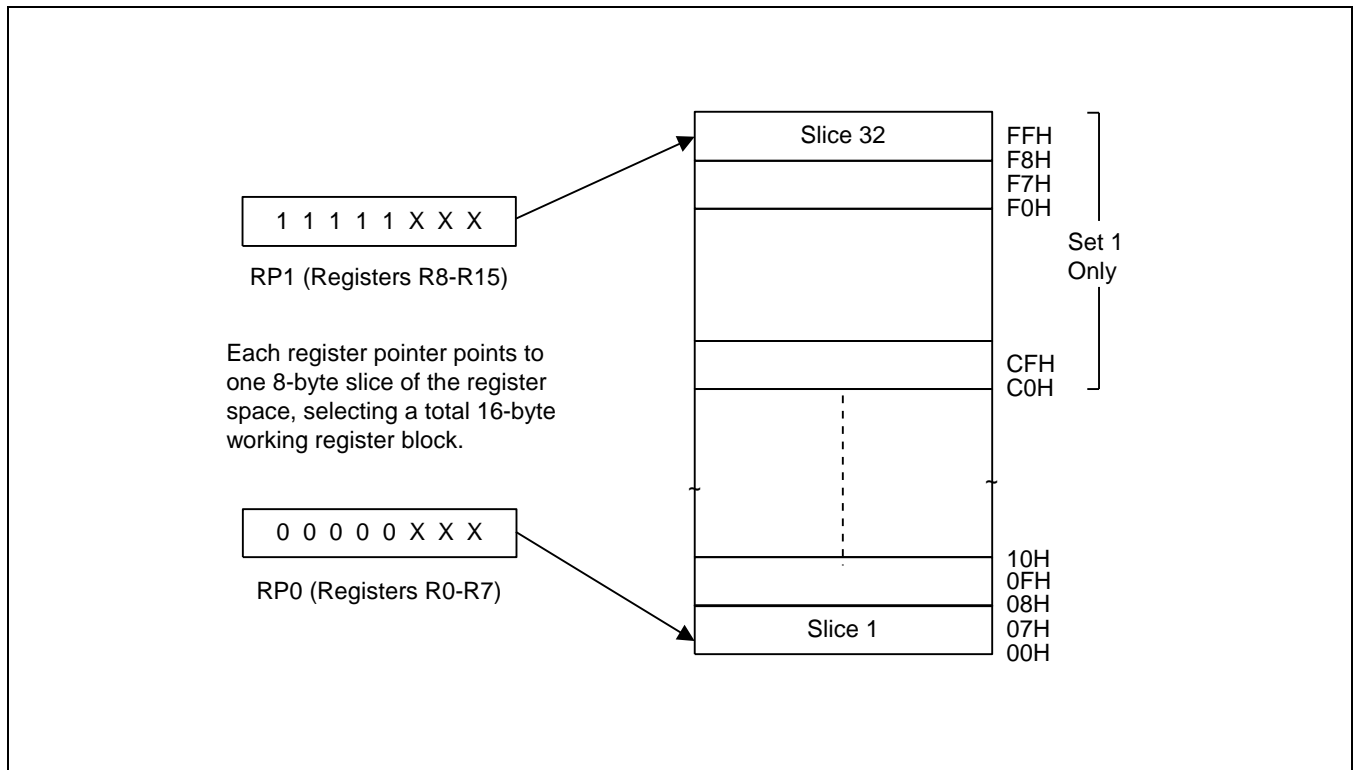 Slice 32
FFH
F8H
F7H
F0H
1 1 1 1 1 X X X
Set 1
Only
RP1 (Registers R8-R15)
Each register pointer points to
one 8-byte slice of the register
space, selecting a total 16-byte
working register block.
CFH
C0H
~
~
0 0 0 0 0 X X X
RP0 (Registers R0-R7)
10H
0FH
08H
Slice 1
07H
00H